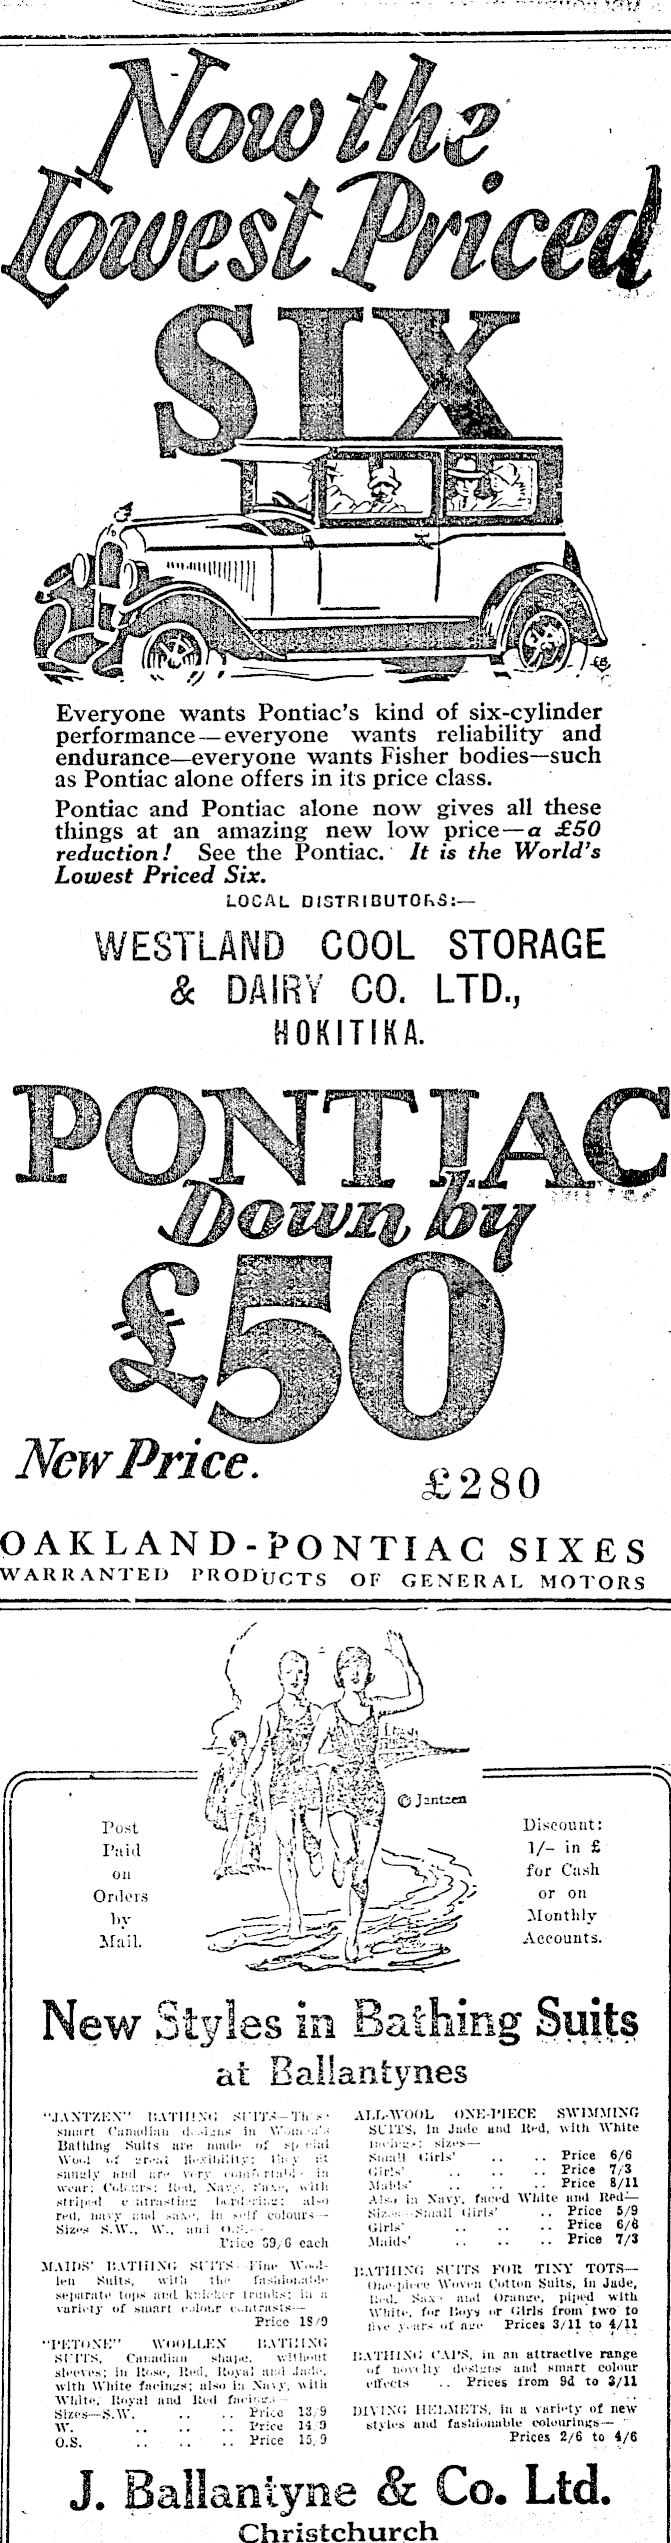 Now the
Lowest Priced
SIX
Everyone wants Pontiac's kind of six-cylinder
performance—everyone wants reliability and
endurance—everyone wants Fisher bodies—such
as Pontiac alone offers in its price class.
Pontiac and Pontiac alone now gives all these
things at an amazing new low price—a £50
reduction! See the Pontiac. It is the World's
Lowest Priced Six.
LOCAL DISTRIBUTORS:—
WESTLAND COOL STORAGE
& DAIRY CO. LTD.,
HOKITIKA.
PONTIAC
Down by
£50
New Price.
£280
OAKLAND-PONTIAC SIXES
WARRANTED PRODUCTS OF GENERAL MOTORS
© Jantzen
Post
Paid
on
Orders
by
Mail.
Discount:
1/- in £
for Cash
or on
Monthly
Accounts.
New Styles in Bathing Suits
at Ballantynes
"JANTZEN" BATHING SUITS—These
smart Canadian designs in Women's
Bathing Suits are made of special
Wool of great flexibility; they fit
snugly and are very comfortable in
wear; Colours: Red, Navy, Saxe, with
striped contrasting bordering; also
red, navy and saxe, in self colours—
Sizes S.W., W., and O.S.—
Price 39/6 each
MAIDS' BATHING SUITS—Fine Wool-
len Suits, with the fashionable
separate tops and knicker trunks; in a
variety of smart colour contrasts—
Price 18/9
"PETONE" WOOLLEN BATHING
SUITS, Canadian shape, without
sleeves; in Rose, Red, Royal and Jade,
with White facings; also in Navy, with
White, Royal and Red facings—
Sizes—S.W. .. .. Price 13/9
W. .. .. .. Price 14/9
O.S. .. .. .. Price 15/9
ALL-WOOL ONE-PIECE SWIMMING
SUITS, in Jade and Red, with White
facings; sizes—
Small Girls' .. .. Price 6/6
Girls' .. .. .. Price 7/3
Maids' .. .. .. Price 8/11
Also in Navy, faced White and Red—
Sizes—Small Girls' .. Price 5/9
Girls' .. .. .. Price 6/6
Maids' .. .. .. Price 7/3
BATHING SUITS FOR TINY TOTS—
One-piece Woven Cotton Suits, in Jade,
Red, Saxe and Orange, piped with
White, for Boys or Girls from two to
five years of age Prices 3/11 to 4/11
BATHING CAPS, in an attractive range
of novelty designs and smart colour
effects .. Prices from 9d to 3/11
DIVING HELMETS, in a variety of new
styles and fashionable colourings—
Prices 2/6 to 4/6
J. Ballantyne & Co. Ltd.
Christchurch